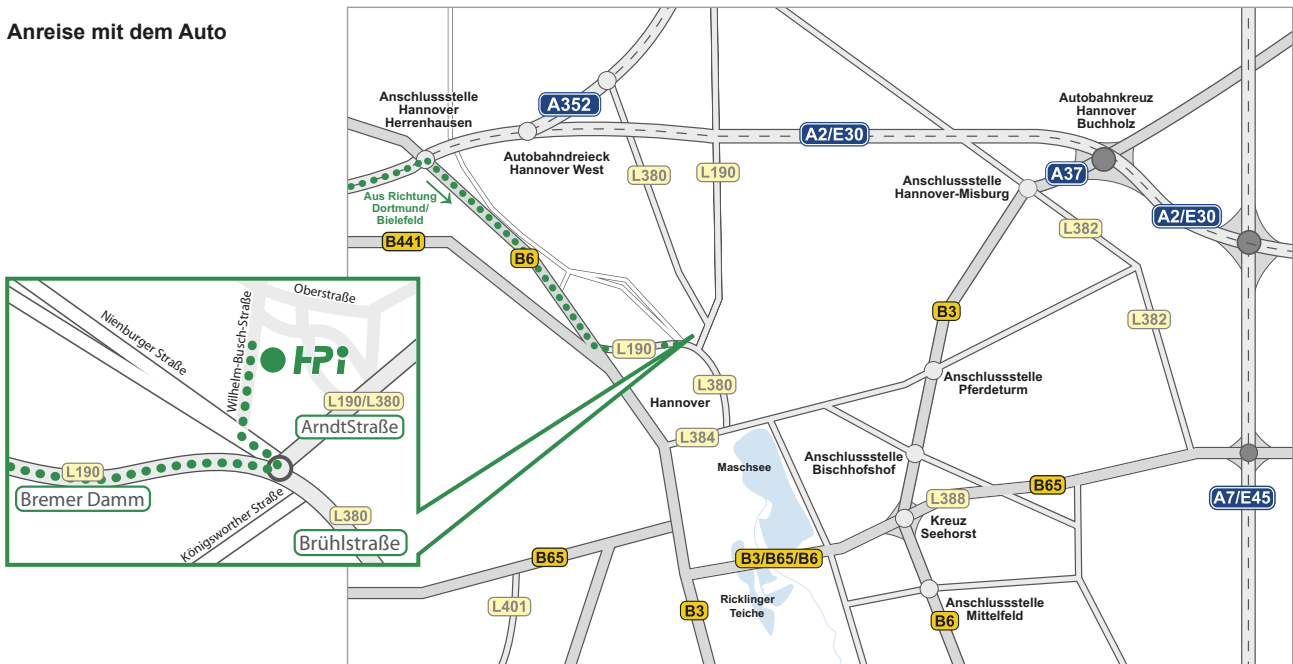 Anreise mit dem Auto
Anschlussstelle
Hannover
Herrenhausen
A352
Autobahndreieck
Hannover West
A2/E30
Autobahnkreuz
Hannover
Buchholz
L380
L190
Anschlussstelle
Hannover-Misburg
A37
A2/E30
Aus Richtung
Dortmund/
Bielefeld
L382
B441
B6
B3
L382
L190
L380
Hannover
Anschlussstelle
Pferdeturm
L384
Maschsee
Anschlussstelle
Bischhofshof
L388
B65
A7/E45
Kreuz
Seehorst
B65
B3/B65/B6
L401
B3
Ricklinger
Teiche
Anschlussstelle
Mittelfeld
B6
Oberstraße
Nienburger Straße
Wilhelm-Busch-Straße
HPi
L190/L380
ArndtStraße
L190
Bremer Damm
Königsworther Straße
L380
Brühlstraße